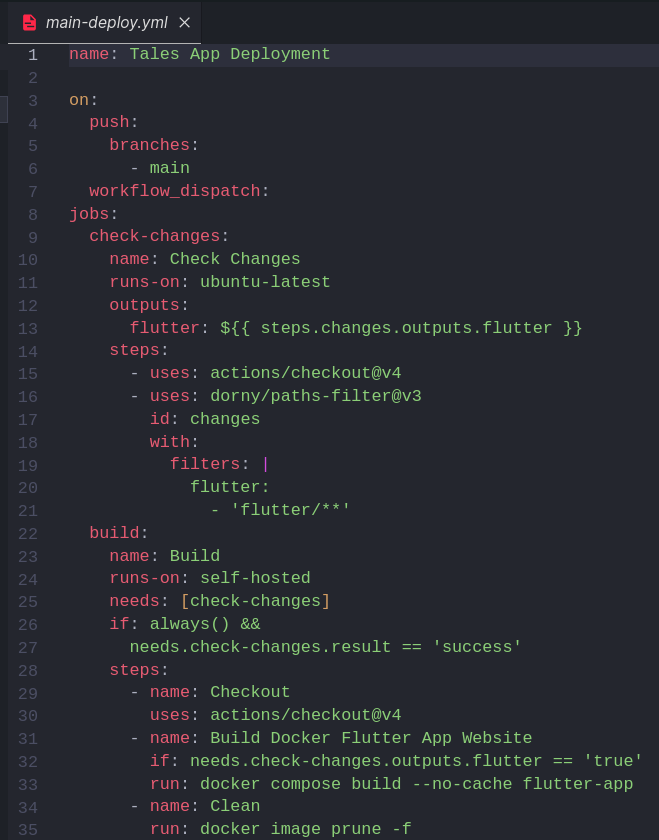 main-deploy.yml
1 name: Tales App Deployment
2
3 on:
4   push:
5     branches:
6       - main
7   workflow_dispatch:
8 jobs:
9   check-changes:
10     name: Check Changes
11     runs-on: ubuntu-latest
12     outputs:
13       flutter: ${{ steps.changes.outputs.flutter }}
14     steps:
15       - uses: actions/checkout@v4
16       - uses: dorny/paths-filter@v3
17         id: changes
18         with:
19           filters: |
20             flutter:
21               - 'flutter/**'
22   build:
23     name: Build
24     runs-on: self-hosted
25     needs: [check-changes]
26     if: always() &&
27       needs.check-changes.result == 'success'
28     steps:
29       - name: Checkout
30         uses: actions/checkout@v4
31       - name: Build Docker Flutter App Website
32         if: needs.check-changes.outputs.flutter == 'true'
33         run: docker compose build --no-cache flutter-app
34       - name: Clean
35         run: docker image prune -f